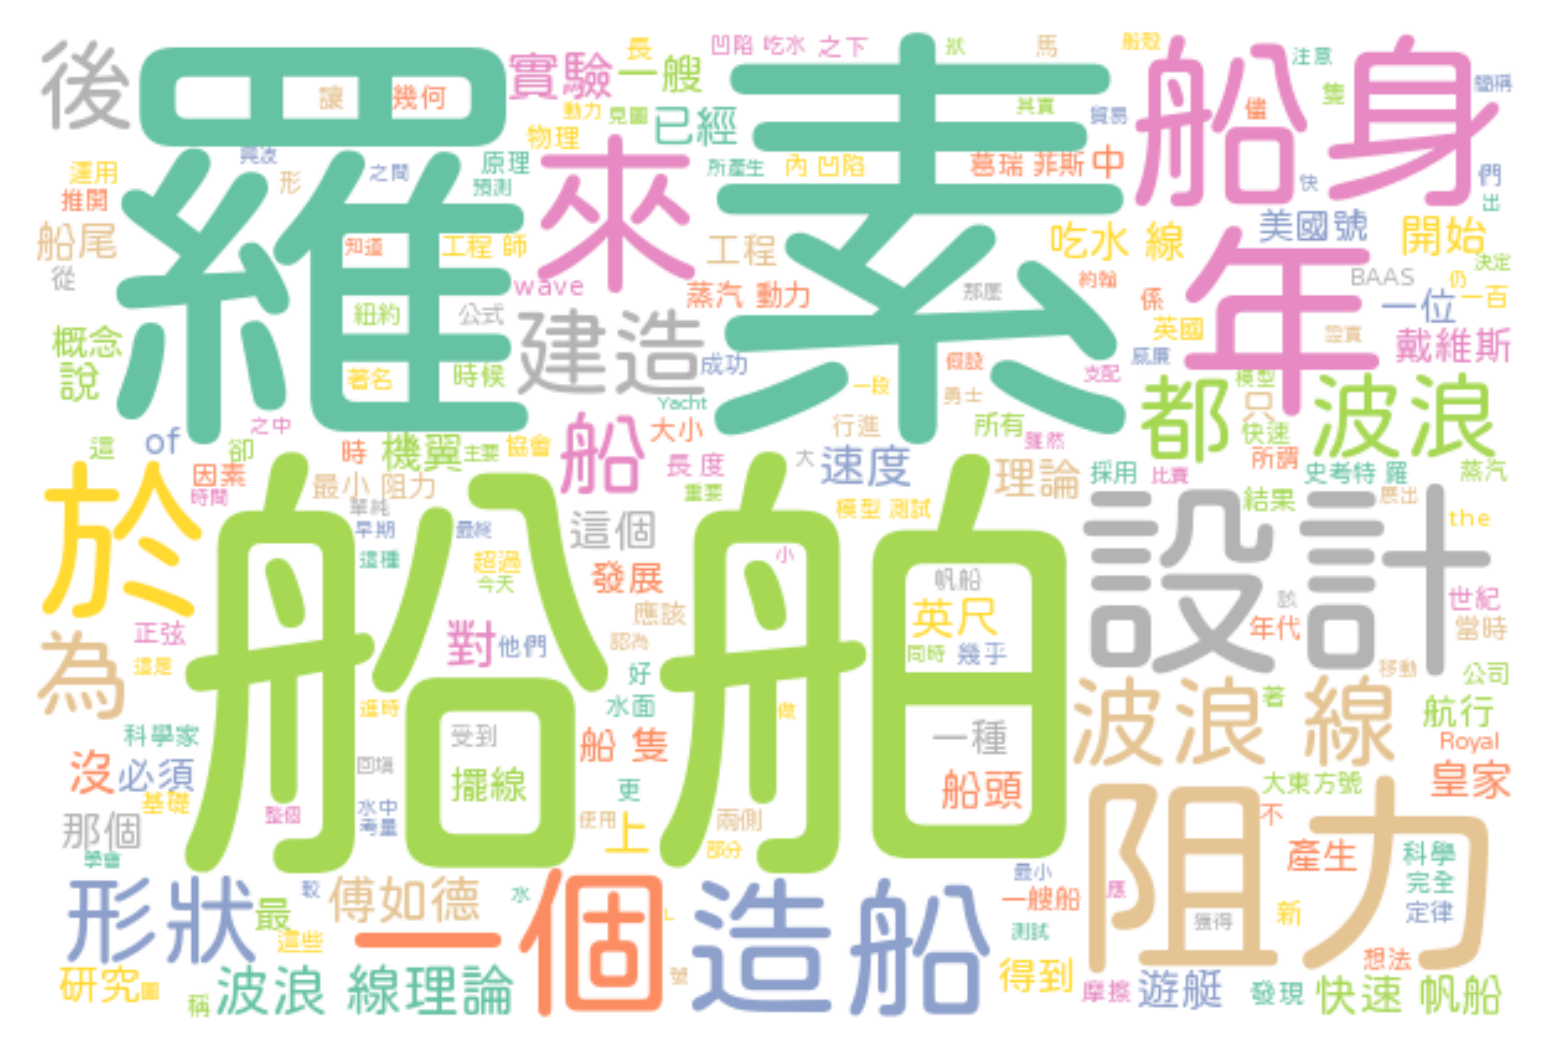 後
羅素
讓
幾何
實驗
一艘
長
凹陷 吃水 之下
狀
馬
船殼
船身
注意
簡稱
隻
儘
動力
見圖
已經
其實
貿易
物理
運用
興波
之間
原理
來
所產生
內 凹陷
葛瑞 菲斯
中
快
們
推開
形
預測
出
船尾
知道
工程 師
工程
吃水 線
美國號
開始
從
wave
蒸汽 動力
那麼
約翰
年
BAAS
仍
決定
係
一位
一百
概念
紐約
公式
建造
英國
證實
戴維斯
說
著名
時候
成功
假設
威廉
支配
一段
勇士
Yacht
都
模型
只
波浪
這
of
卻
之中
時
機翼
主要
協會
船
大小
行進
所有
雖然
快速
因素
時間
最小 阻力
長 度
重要
大
速度
理論
採用
比賽
所謂
史考特 羅
蒸汽
於
船舶
單純
早期
最終
這個
模型 測試
設計
結果
展出
the
這種
超過
今天
發展
小
帆船
應該
英尺
該
世紀
年代
當時
為
正弦
這是
對
他們
認為
同時
幾乎
移動
好
公司
進時
水面
做
波浪 線
著
航行
科學家
受到
船 隻
一種
Royal
沒
必須
回填
擺線
船頭
大東方號
皇家
基礎
更
水中
考量
使用
上
兩側
阻力
不
那個
整個
部分
學會
產生
科學
最小
完全
形狀
較
傅如德
水
一個
造船
一艘船
應
定律
最
這些
L
測試
獲得
新
想法
研究
圖
稱
波浪 線理論
號
得到
摩擦
遊艇
發現
快速 帆船